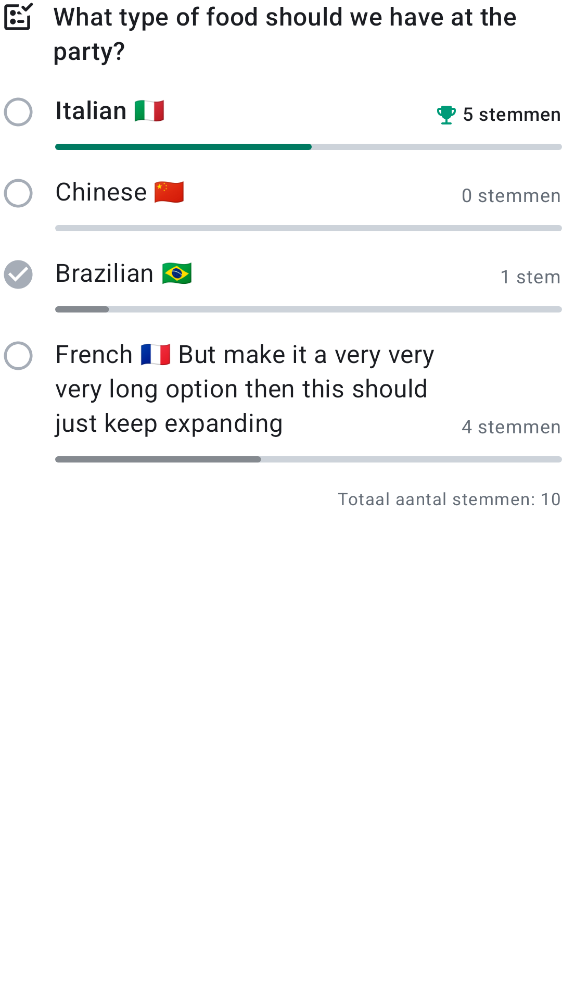 What type of food should we have at the
party?
Italian 🇮🇹
5 stemmen
Chinese 🇨🇳
0 stemmen
Brazilian 🇧🇷
1 stem
French 🇫🇷 But make it a very very
very long option then this should
just keep expanding
4 stemmen
Totaal aantal stemmen: 10